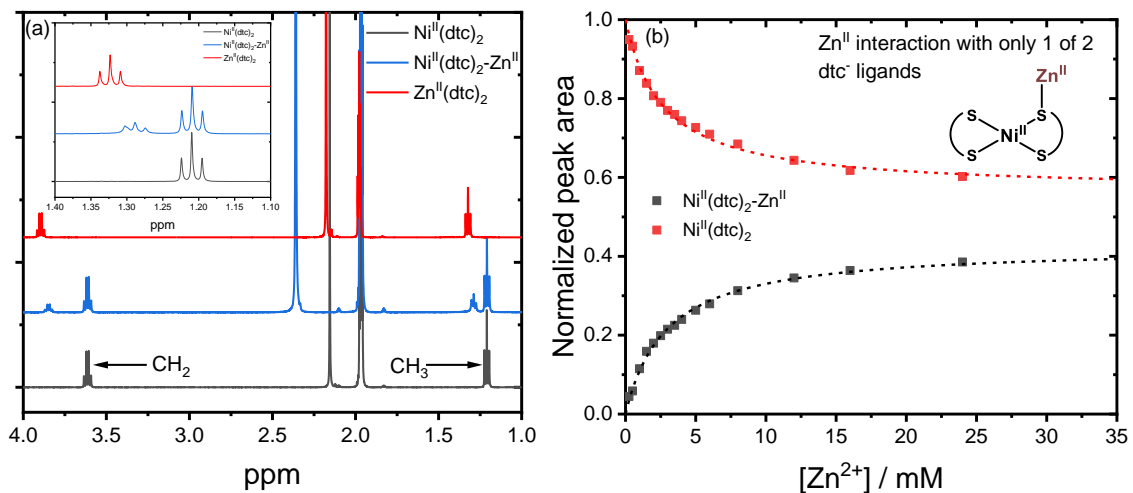 (a)
Ni^II(dtc)₂
Ni^II(dtc)₂-Zn^II
Zn^II(dtc)₂
1.40 1.35 1.30 1.25 1.20 1.15 1.10
ppm
Ni^II(dtc)₂
Ni^II(dtc)₂-Zn^II
Zn^II(dtc)₂
CH₂
CH₃
4.0 3.5 3.0 2.5 2.0 1.5 1.0
ppm
(b)
Zn^II interaction with only 1 of 2
dtc⁻ ligands
Zn^II
S S
Ni^II
S S
Ni^II(dtc)₂-Zn^II
Ni^II(dtc)₂
Normalized peak area
1.0
0.8
0.6
0.4
0.2
0.0
0 5 10 15 20 25 30 35
[Zn²⁺] / mM